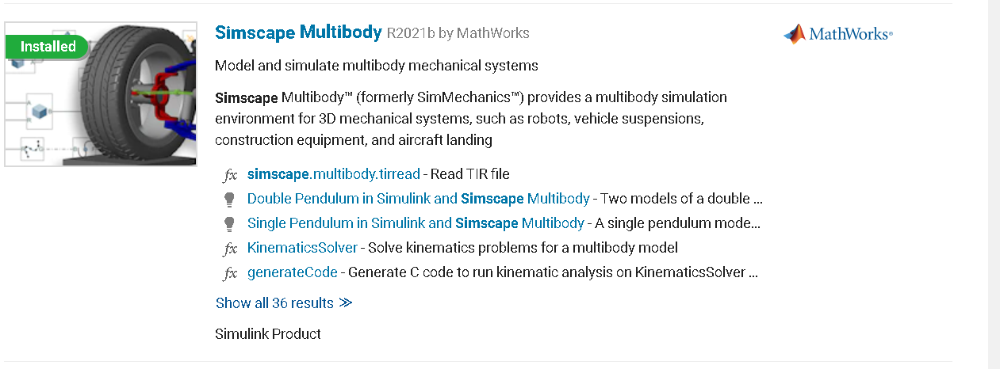 Installed
Simscape Multibody R2021b by MathWorks
MathWorks®
Model and simulate multibody mechanical systems
Simscape Multibody™ (formerly SimMechanics™) provides a multibody simulation
environment for 3D mechanical systems, such as robots, vehicle suspensions,
construction equipment, and aircraft landing
fx simscape.multibody.tirread - Read TIR file
Double Pendulum in Simulink and Simscape Multibody - Two models of a double ...
Single Pendulum in Simulink and Simscape Multibody - A single pendulum mode...
fx KinematicsSolver - Solve kinematics problems for a multibody model
fx generateCode - Generate C code to run kinematic analysis on KinematicsSolver ...
Show all 36 results ≫
Simulink Product